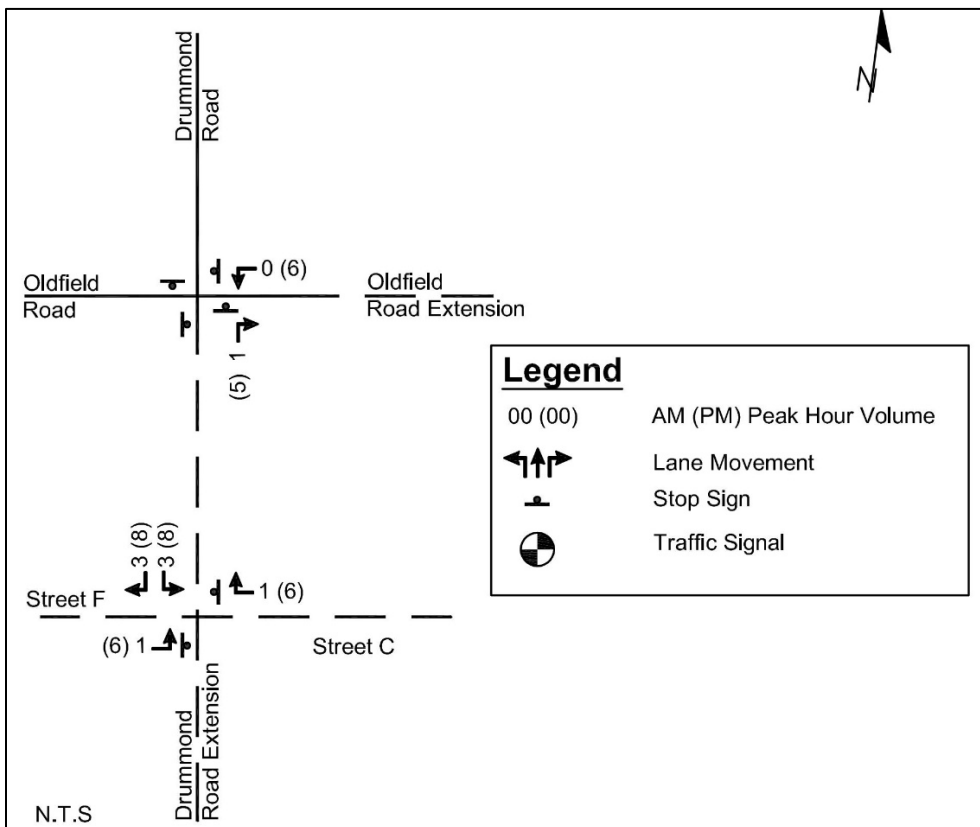 Drummond
Road
N
0 (6)
Oldfield
Road
Oldfield
Road Extension
(5) 1
Legend
00 (00) AM (PM) Peak Hour Volume
Lane Movement
Stop Sign
Traffic Signal
3 (8)
3 (8)
1 (6)
Street F
(6) 1
Street C
Drummond
Road Extension
N.T.S